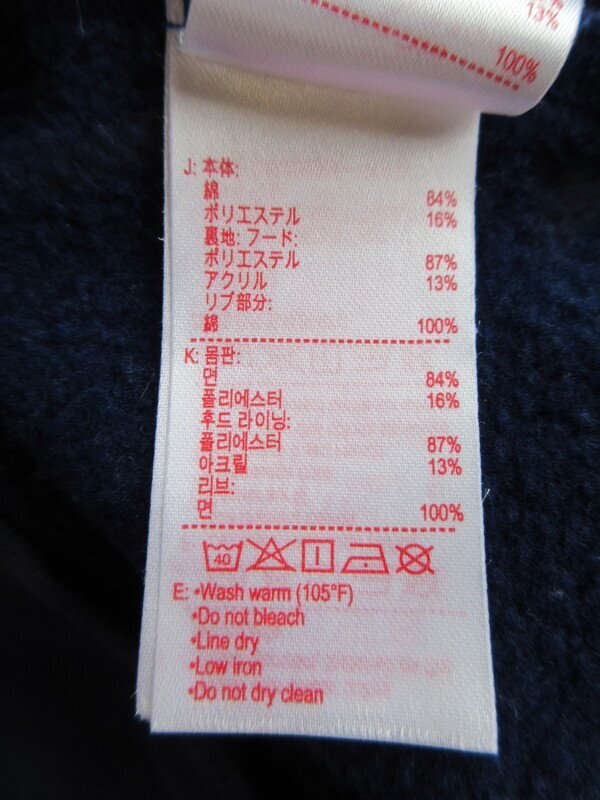 13%
100%
J: 本体:
綿 84%
ポリエステル 16%
裏地: フード:
ポリエステル 87%
アクリル 13%
リブ部分:
綿 100%
K: 몸판:
면 84%
폴리에스터 16%
후드 라이닝:
폴리에스터 87%
아크릴 13%
리브:
면 100%
40
E: •Wash warm (105°F)
•Do not bleach
•Line dry
•Low iron
•Do not dry clean